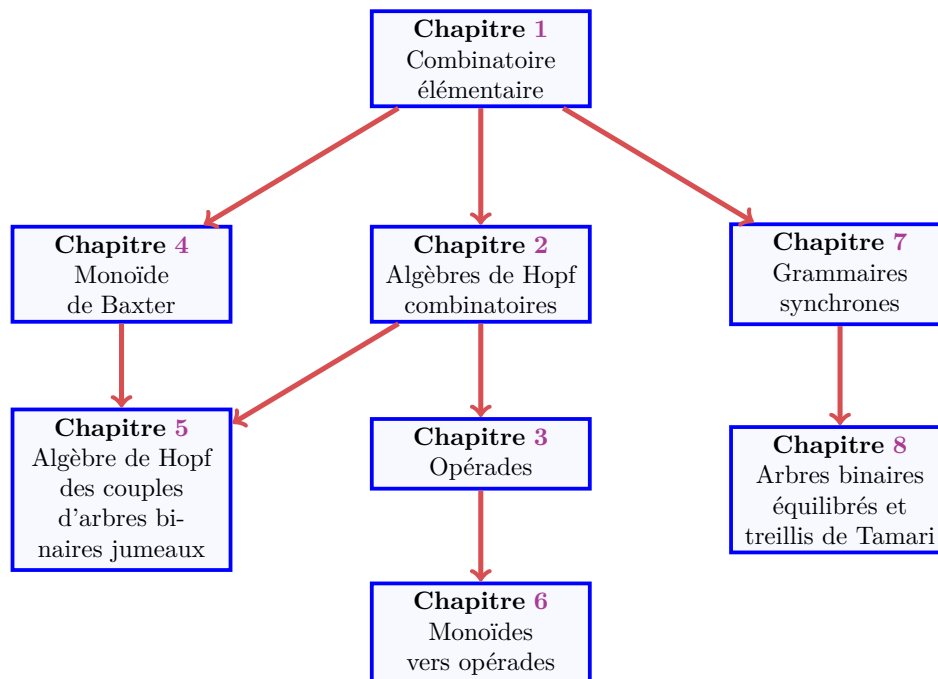 Chapitre 1
Combinatoire
élémentaire
Chapitre 4
Monoïde
de Baxter
Chapitre 2
Algèbres de Hopf
combinatoires
Chapitre 7
Grammaires
synchrones
Chapitre 5
Algèbre de Hopf
des couples
d'arbres bi-
naires jumeaux
Chapitre 3
Opérades
Chapitre 8
Arbres binaires
équilibrés et
treillis de Tamari
Chapitre 6
Monoïdes
vers opérades